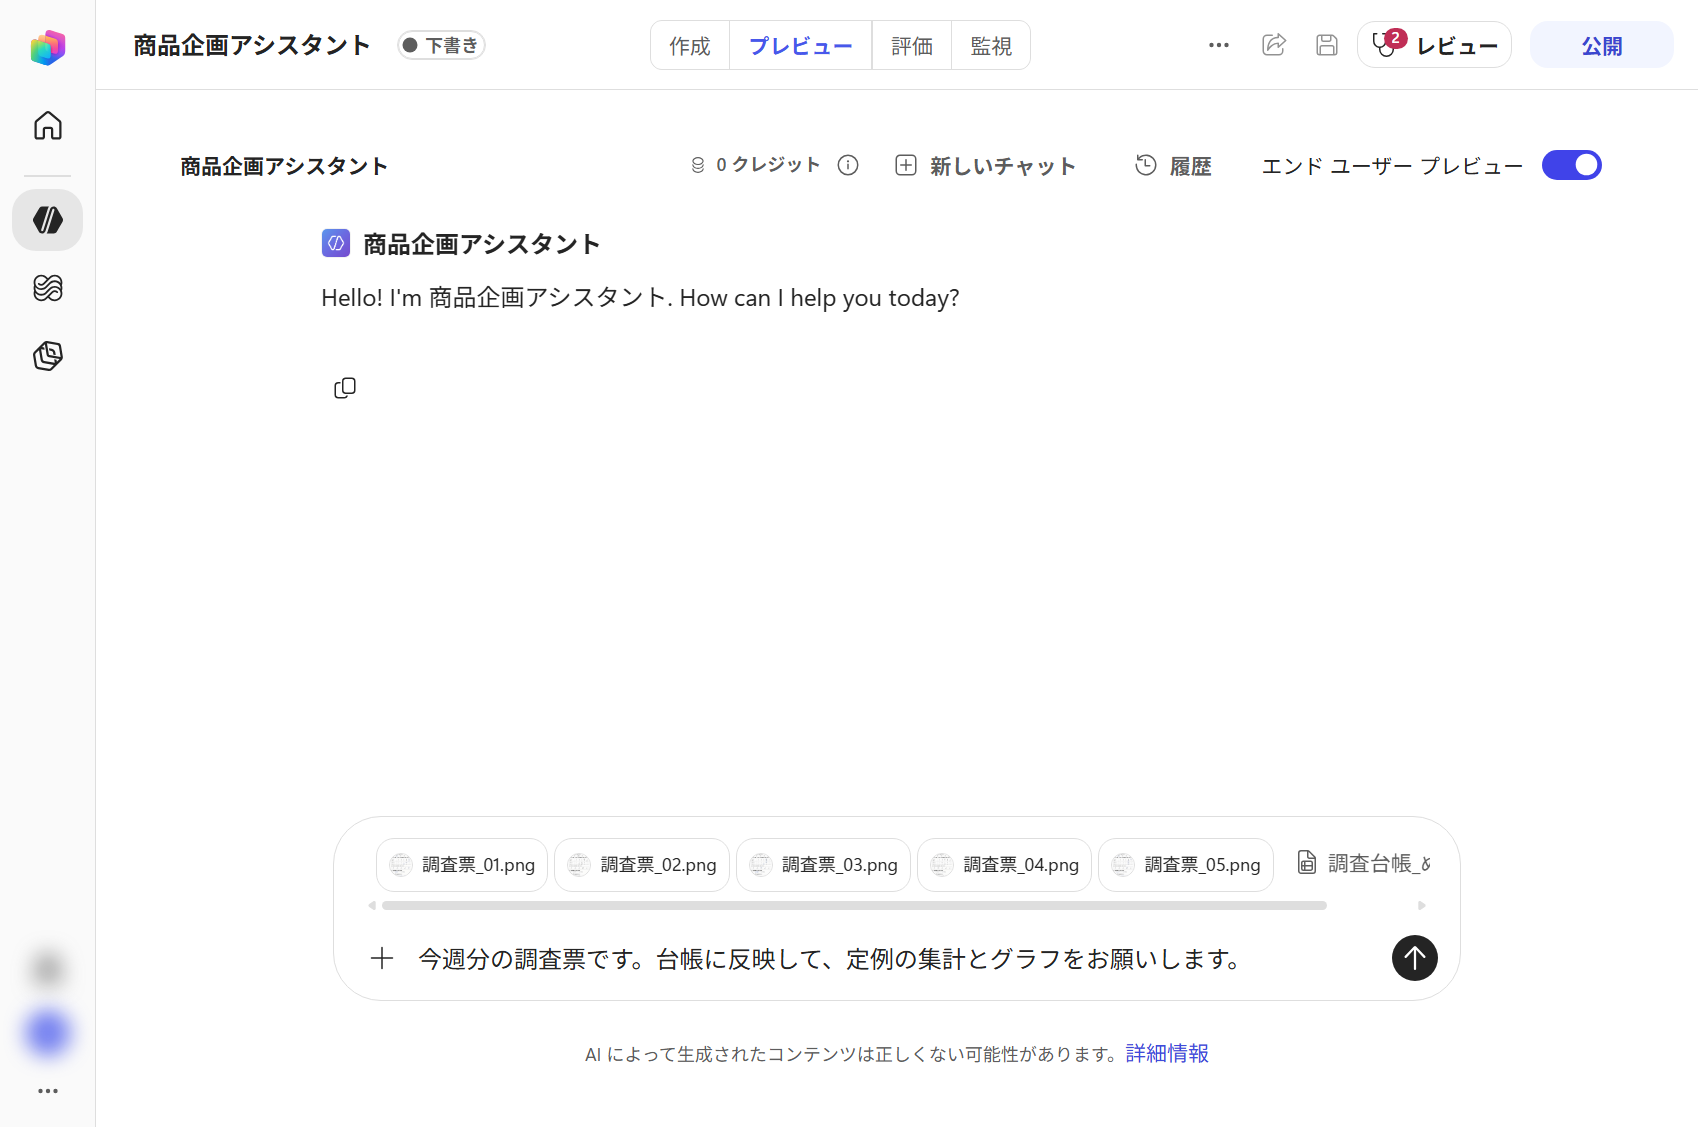 商品企画アシスタント
下書き
作成
プレビュー
評価
監視
2
レビュー
公開
商品企画アシスタント
0 クレジット
新しいチャット
履歴
エンド ユーザー プレビュー
商品企画アシスタント
Hello! I'm 商品企画アシスタント. How can I help you today?
調査票_01.png
調査票_02.png
調査票_03.png
調査票_04.png
調査票_05.png
調査台帳_
今週分の調査票です。台帳に反映して、定例の集計とグラフをお願いします。
AI によって生成されたコンテンツは正しくない可能性があります。詳細情報